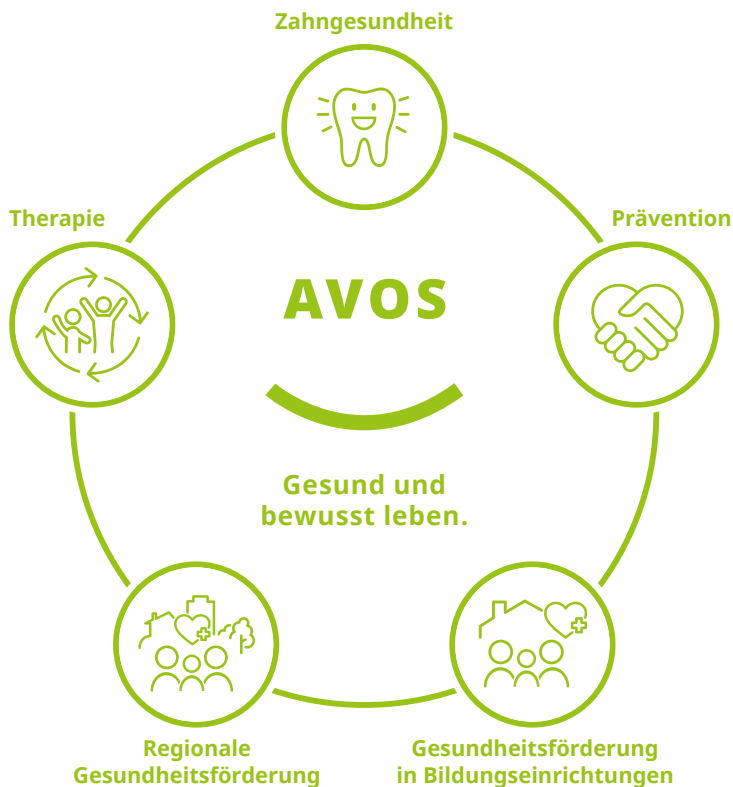 Zahngesundheit
Therapie
Prävention
AVOS
Gesund und
bewusst leben.
Regionale
Gesundheitsförderung
Gesundheitsförderung
in Bildungseinrichtungen